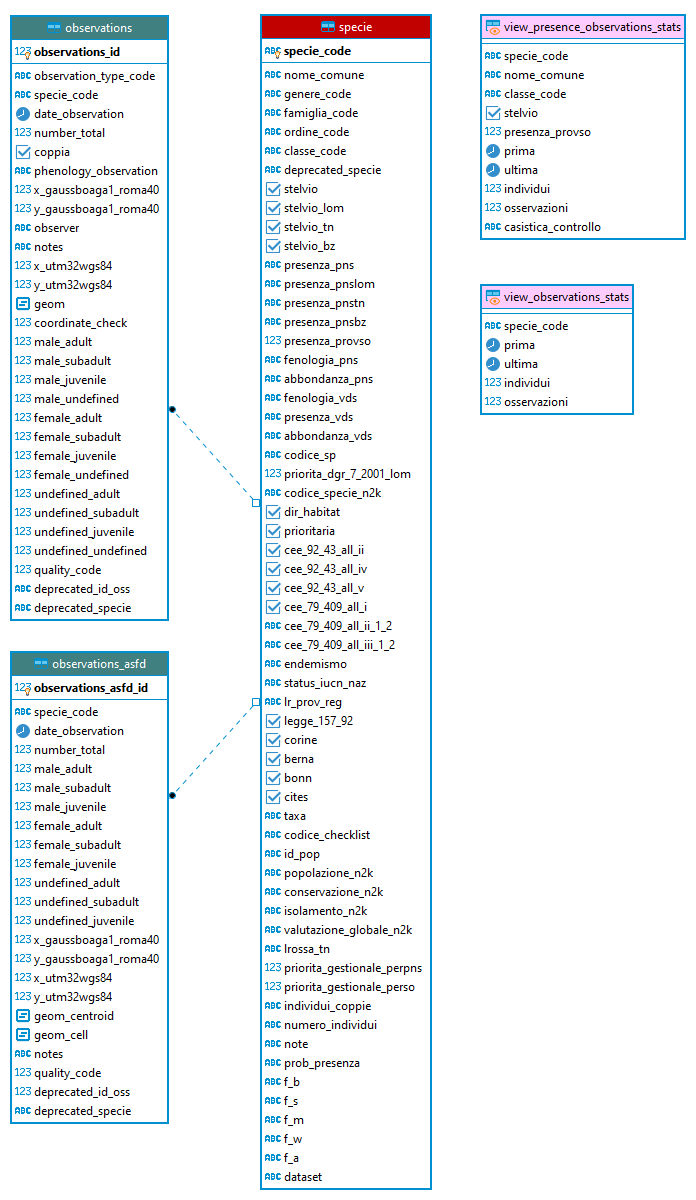 observations
123 observations_id
ABC observation_type_code
ABC specie_code
date_observation
123 number_total
coppia
ABC phenology_observation
123 x_gaussboaga1_roma40
123 y_gaussboaga1_roma40
ABC observer
ABC notes
123 x_utm32wgs84
123 y_utm32wgs84
geom
123 coordinate_check
123 male_adult
123 male_subadult
123 male_juvenile
123 male_undefined
123 female_adult
123 female_subadult
123 female_juvenile
123 female_undefined
123 undefined_adult
123 undefined_subadult
123 undefined_juvenile
123 undefined_undefined
123 quality_code
ABC deprecated_id_oss
ABC deprecated_specie
observations_asfd
123 observations_asfd_id
ABC specie_code
date_observation
123 number_total
123 male_adult
123 male_subadult
123 male_juvenile
123 female_adult
123 female_subadult
123 female_juvenile
123 undefined_adult
123 undefined_subadult
123 undefined_juvenile
123 x_gaussboaga1_roma40
123 y_gaussboaga1_roma40
123 x_utm32wgs84
123 y_utm32wgs84
geom_centroid
geom_cell
ABC notes
123 quality_code
123 deprecated_id_oss
ABC deprecated_specie
specie
ABC specie_code
ABC nome_comune
ABC genere_code
ABC famiglia_code
ABC ordine_code
ABC classe_code
ABC deprecated_specie
stelvio
stelvio_lom
stelvio_tn
stelvio_bz
ABC presenza_pns
ABC presenza_pnslom
ABC presenza_pnstn
ABC presenza_pnsbz
123 presenza_provso
ABC fenologia_pns
ABC abbondanza_pns
ABC fenologia_vds
ABC presenza_vds
ABC abbondanza_vds
ABC codice_sp
123 priorita_dgr_7_2001_lom
ABC codice_specie_n2k
dir_habitat
prioritaria
cee_92_43_all_ii
cee_92_43_all_iv
cee_92_43_all_v
cee_79_409_all_i
ABC cee_79_409_all_ii_1_2
ABC cee_79_409_all_iii_1_2
ABC endemismo
ABC status_iucn_naz
ABC lr_prov_reg
legge_157_92
corine
berna
bonn
cites
ABC taxa
ABC codice_checklist
ABC id_pop
ABC popolazione_n2k
ABC conservazione_n2k
ABC isolamento_n2k
ABC valutazione_globale_n2k
ABC lrossa_tn
123 priorita_gestionale_perpns
123 priorita_gestionale_perso
ABC individui_coppie
ABC numero_individui
ABC note
ABC prob_presenza
ABC f_b
ABC f_s
ABC f_m
ABC f_w
ABC f_a
ABC dataset
view_presence_observations_stats
ABC specie_code
ABC nome_comune
ABC classe_code
stelvio
123 presenza_provso
prima
ultima
123 individui
123 osservazioni
ABC casistica_controllo
view_observations_stats
ABC specie_code
prima
ultima
123 individui
123 osservazioni